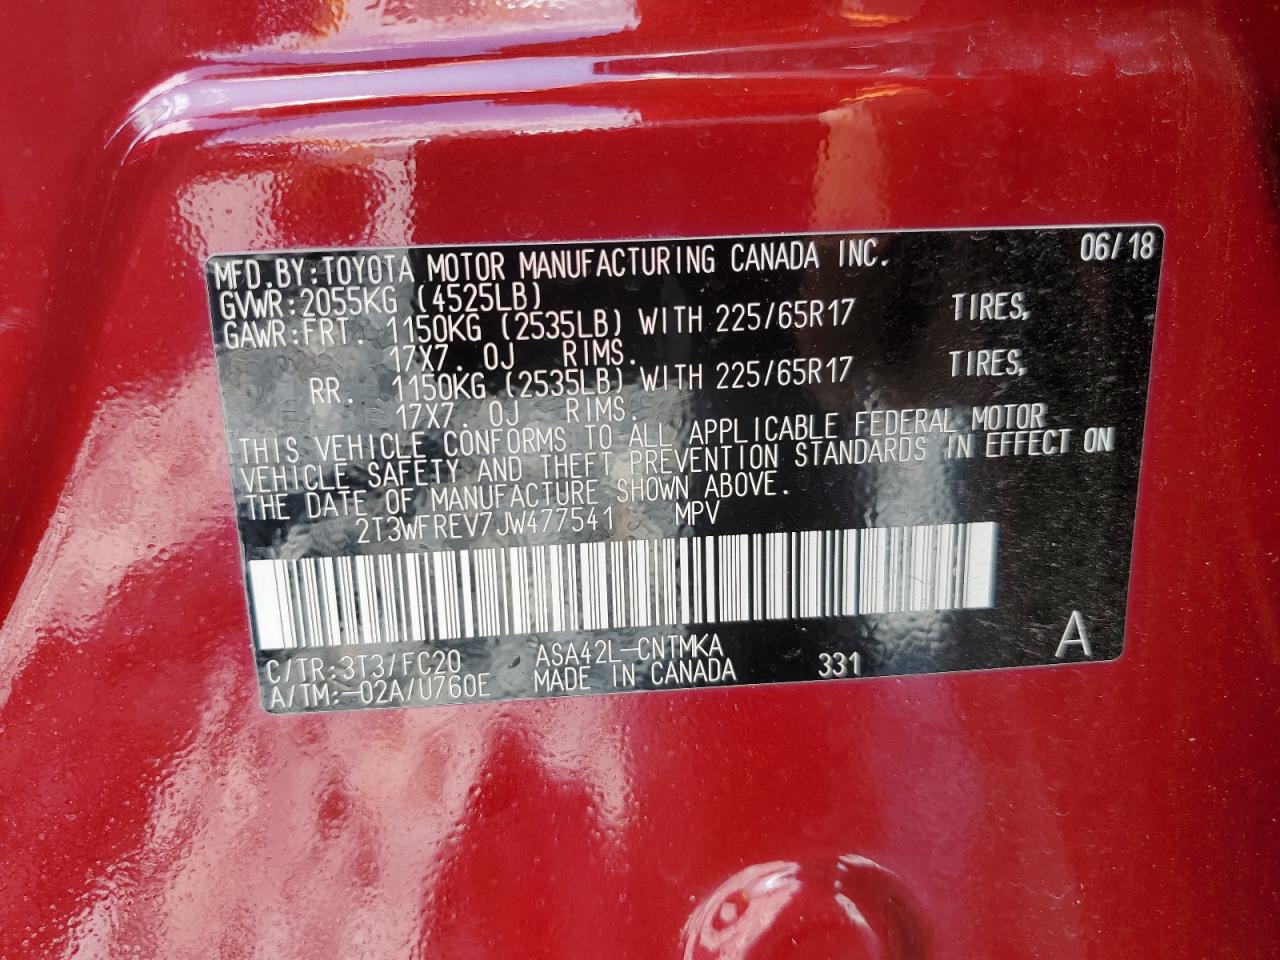 MFD.BY:TOYOTA MOTOR MANUFACTURING CANADA INC. 06/18
GVWR:2055KG (4525LB)
GAWR:FRT. 1150KG (2535LB) WITH 225/65R17 TIRES,
17X7.0J RIMS.
RR. 1150KG (2535LB) WITH 225/65R17 TIRES,
17X7.0J RIMS.
THIS VEHICLE CONFORMS TO ALL APPLICABLE FEDERAL MOTOR
VEHICLE SAFETY AND THEFT PREVENTION STANDARDS IN EFFECT ON
THE DATE OF MANUFACTURE SHOWN ABOVE.
2T3WFREV7JW477541 MPV
C/TR:3T3/FC20 ASA42L-CNTMKA 331 A
A/TM:-02A/U760E MADE IN CANADA